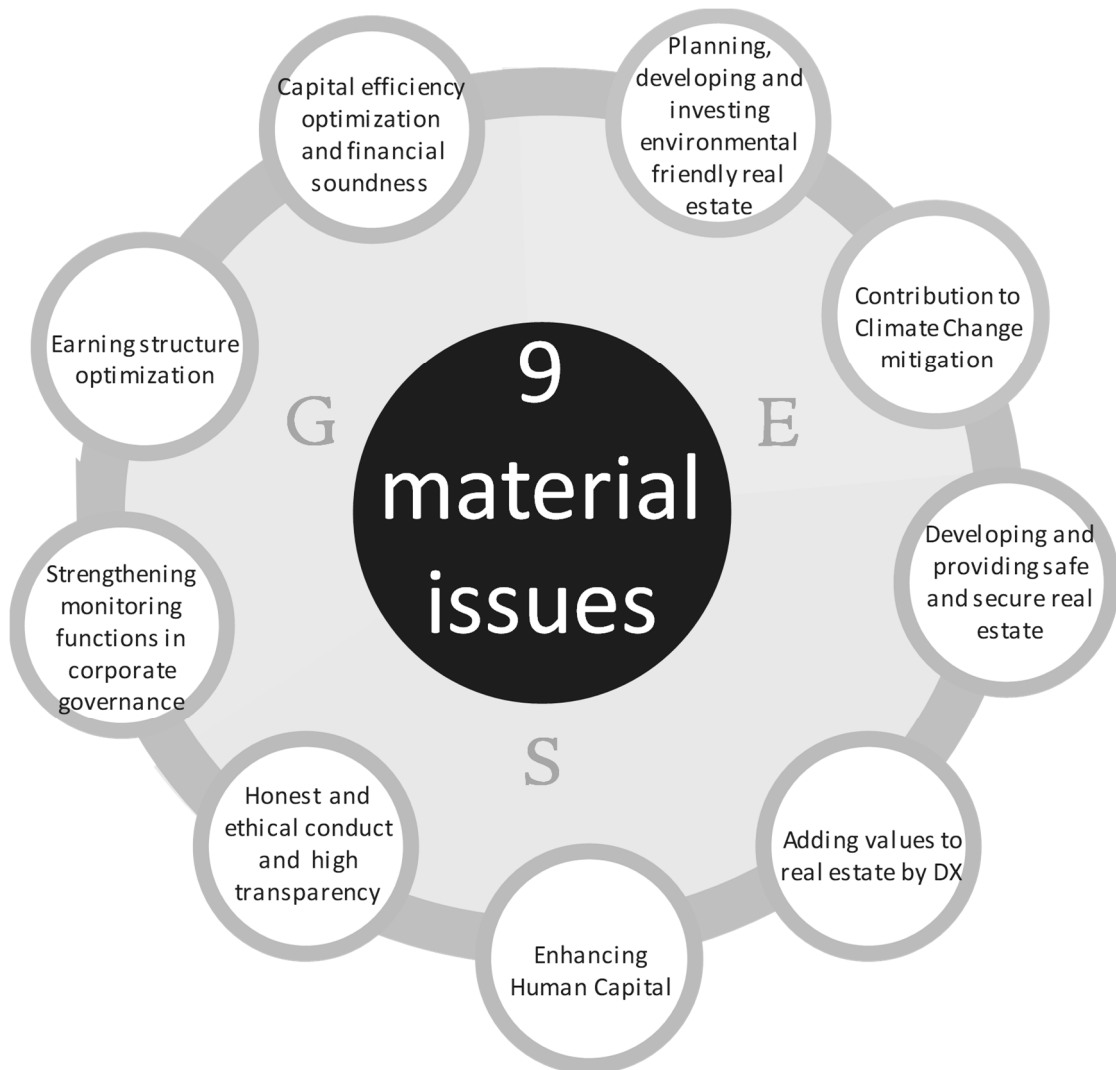 Planning,
developing and
investing
environmental
friendly real
estate
Capital efficiency
optimization
and financial
soundness
Contribution to
Climate Change
mitigation
Earning structure
optimization
9
material
issues
G
E
S
Developing and
providing safe
and secure real
estate
Strengthening
monitoring
functions in
corporate
governance
Honest and
ethical conduct
and high
transparency
Adding values to
real estate by DX
Enhancing
Human Capital